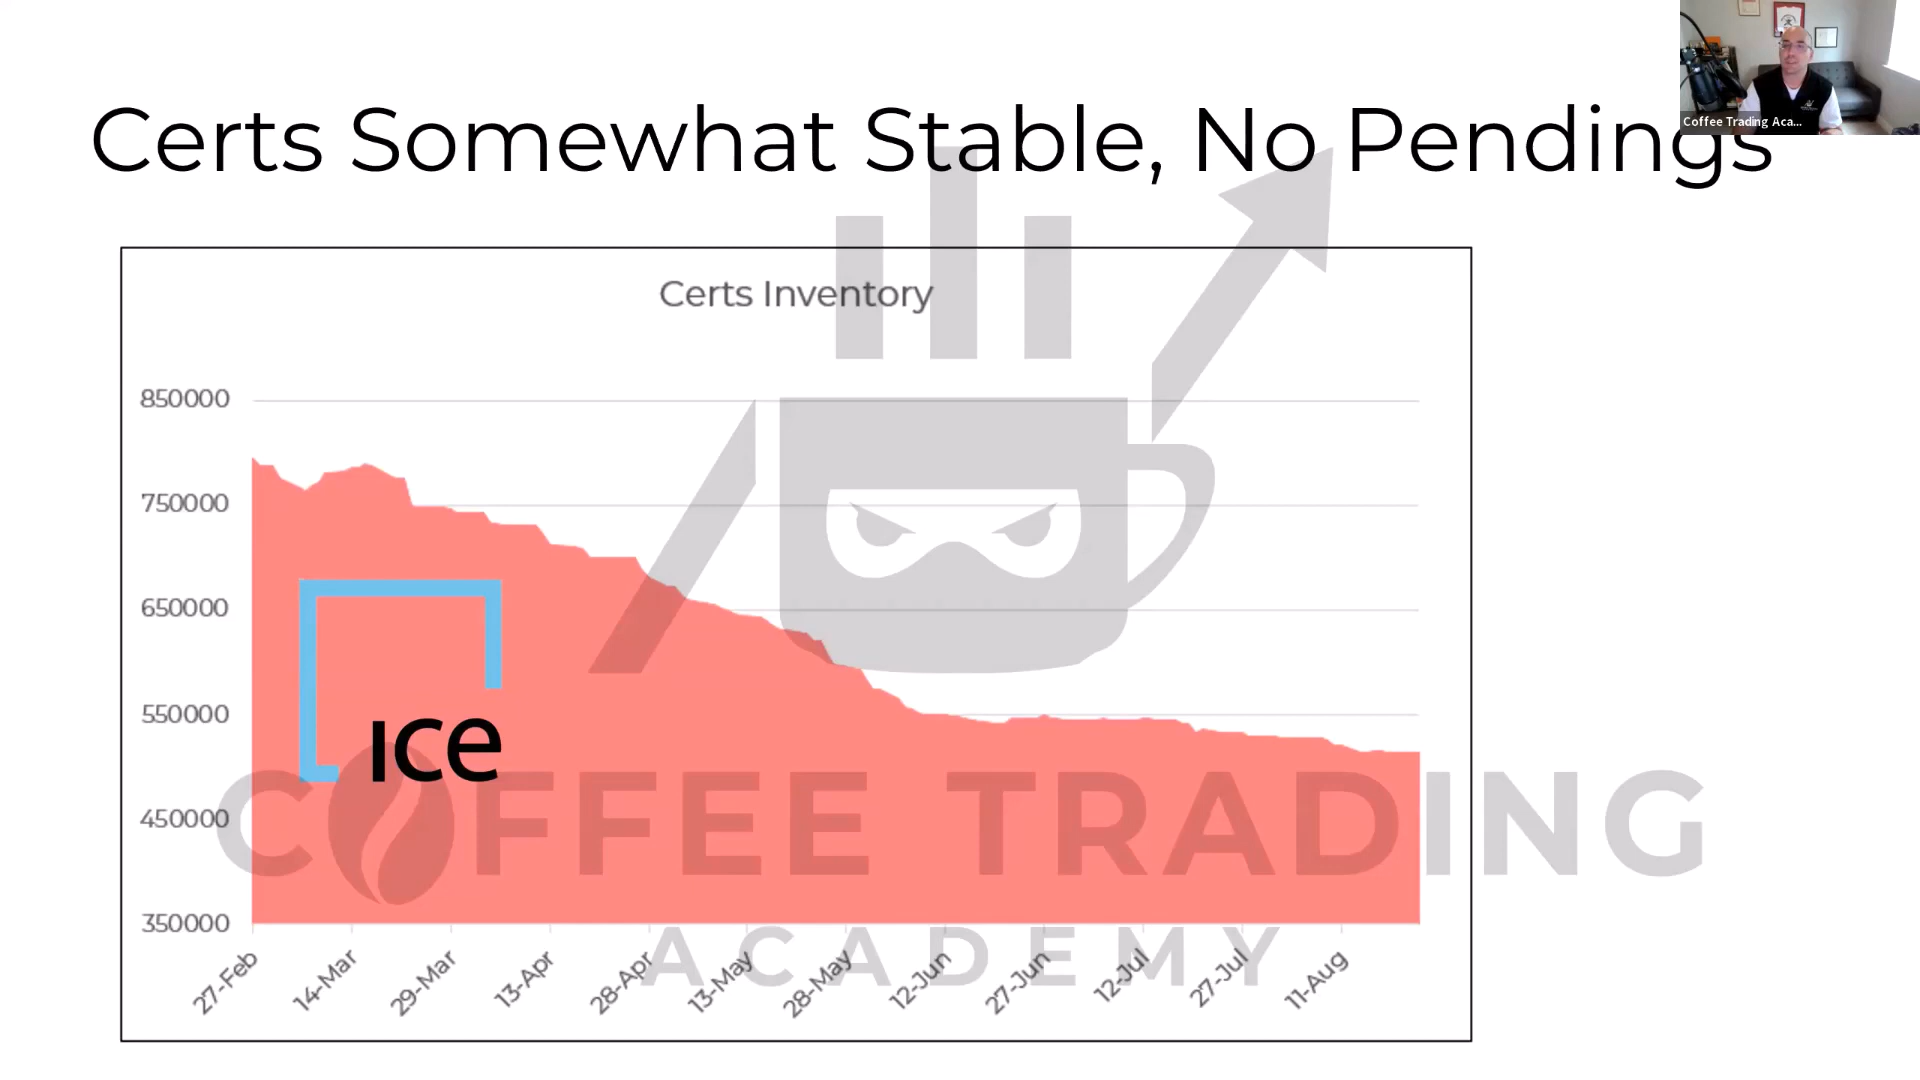 Certs Somewhat Stable, No Pendings
Coffee Trading Aca...
Certs Inventory
850000
750000
650000
550000
450000
350000
ICe
27-Feb
14-Mar
29-Mar
13-Apr
28-Apr
13-May
28-May
12-Jun
27-Jun
12-Jul
27-Jul
11-Aug
COFFEE TRADING
ACADEMY